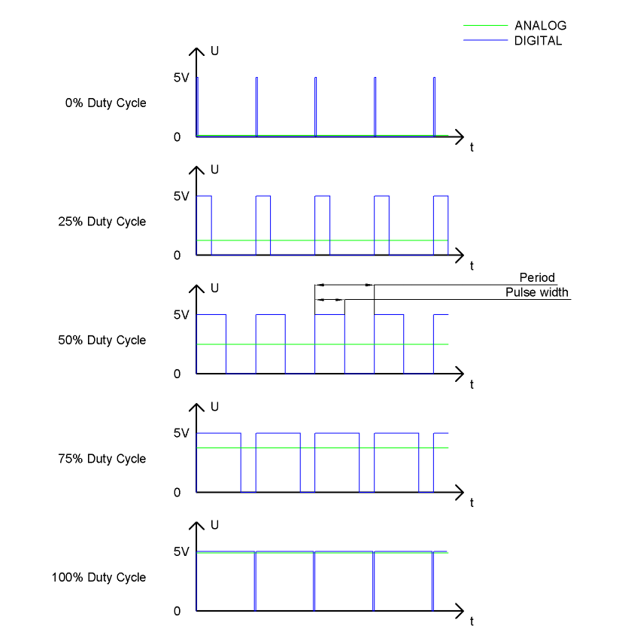 ANALOG
DIGITAL
U
5V
0% Duty Cycle
0
t
U
5V
25% Duty Cycle
0
t
Period
U
Pulse width
5V
50% Duty Cycle
0
t
U
5V
75% Duty Cycle
0
t
U
5V
100% Duty Cycle
0
t